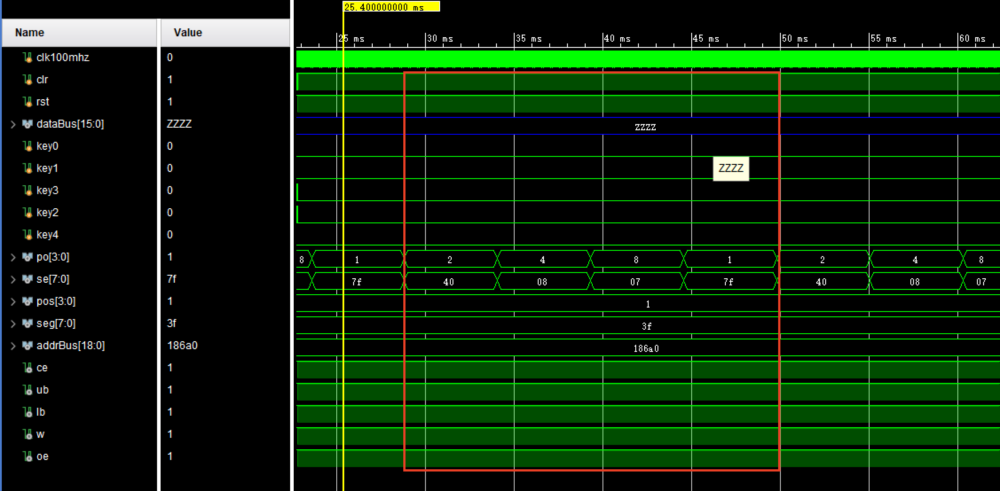 25.400000000 ms
Name Value
25 ms 30 ms 35 ms 40 ms 45 ms 50 ms 55 ms 60 ms
clk100mhz 0
clr 1
rst 1
dataBus[15:0] ZZZZ ZZZZ
key0 0
key1 0 ZZZZ
key3 0
key2 0
key4 0
po[3:0] 1 8 1 2 4 8 1 2 4 8
se[7:0] 7f 7f 40 08 07 7f 40 08 07
pos[3:0] 1 1
seg[7:0] 3f 3f
addrBus[18:0] 186a0 186a0
ce 1
ub 1
lb 1
w 1
oe 1